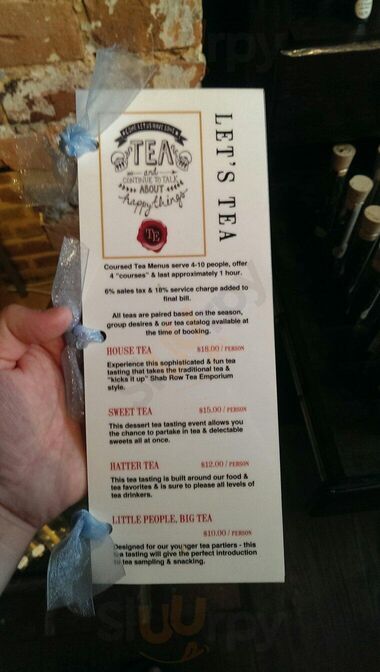 COME LET US HAVE SOME
TEA
and
CONTINUE TO TALK
ABOUT
happy things
TE
LET'S TEA
Coursed Tea Menus serve 4-10 people, offer
4 "courses" & last approximately 1 hour.
6% sales tax & 18% service charge added to
final bill.
All teas are paired based on the season,
group desires & our tea catalog available at
the time of booking.
HOUSE TEA $18.00 / PERSON
Experience this sophisticated & fun tea
tasting that takes the traditional tea &
"kicks it up" Shab Row Tea Emporium
style.
SWEET TEA $15.00 / PERSON
This dessert tea tasting event allows you
the chance to partake in tea & delectable
sweets all at once.
HATTER TEA $12.00 / PERSON
This tea tasting is built around our food &
tea favorites & is sure to please all levels of
tea drinkers.
LITTLE PEOPLE, BIG TEA
$10.00 / PERSON
Designed for our younger tea partiers - this
tea tasting will give the perfect introduction
to tea sampling & snacking.
sluurpy